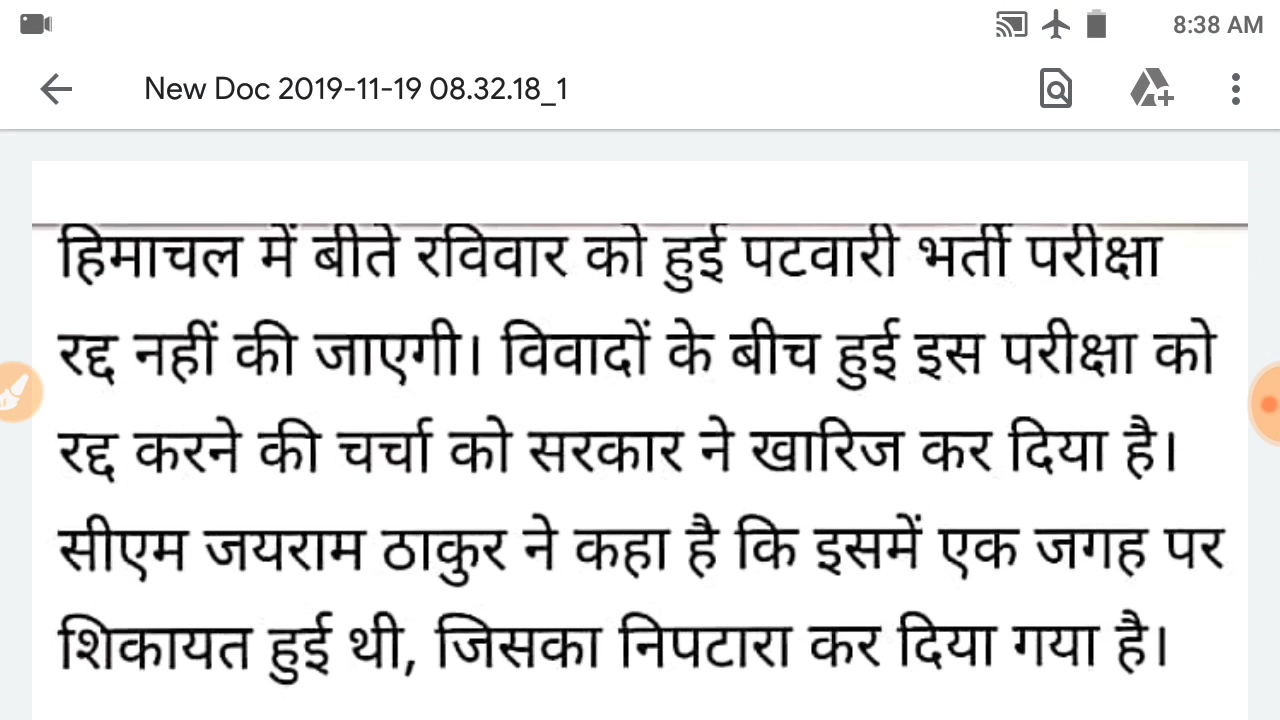 8:38 AM
New Doc 2019-11-19 08.32.18_1
हिमाचल में बीते रविवार को हुई पटवारी भर्ती परीक्षा
रद्द नहीं की जाएगी। विवादों के बीच हुई इस परीक्षा को
रद्द करने की चर्चा को सरकार ने खारिज कर दिया है।
सीएम जयराम ठाकुर ने कहा है कि इसमें एक जगह पर
शिकायत हुई थी, जिसका निपटारा कर दिया गया है।